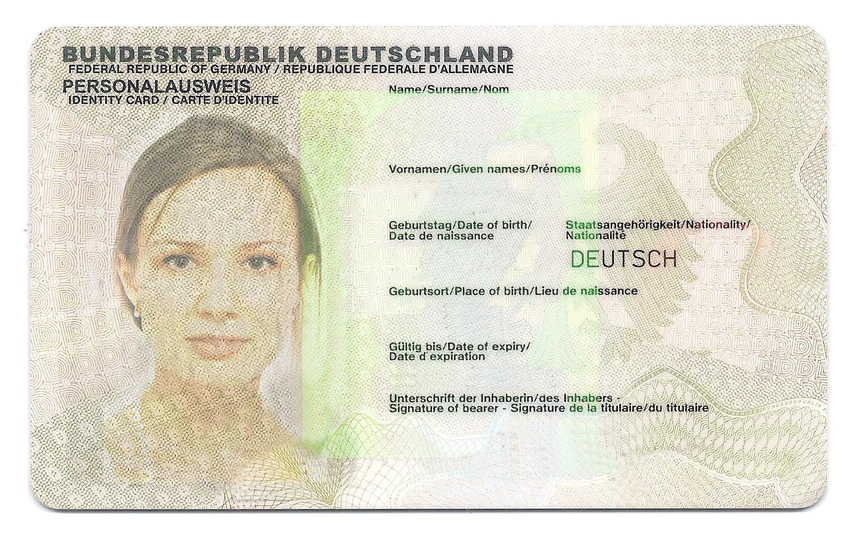 BUNDESREPUBLIK DEUTSCHLAND
FEDERAL REPUBLIC OF GERMANY / REPUBLIQUE FEDERALE D'ALLEMAGNE
PERSONALAUSWEIS
IDENTITY CARD / CARTE D'IDENTITE
Name/Surname/Nom
Vornamen/Given names/Prénoms
Geburtstag/Date of birth/
Date de naissance
Staatsangehörigkeit/Nationality/
Nationalité
DEUTSCH
Geburtsort/Place of birth/Lieu de naissance
Gültig bis/Date of expiry/
Date d'expiration
Unterschrift der Inhaberin/des Inhabers -
Signature of bearer - Signature de la titulaire/du titulaire